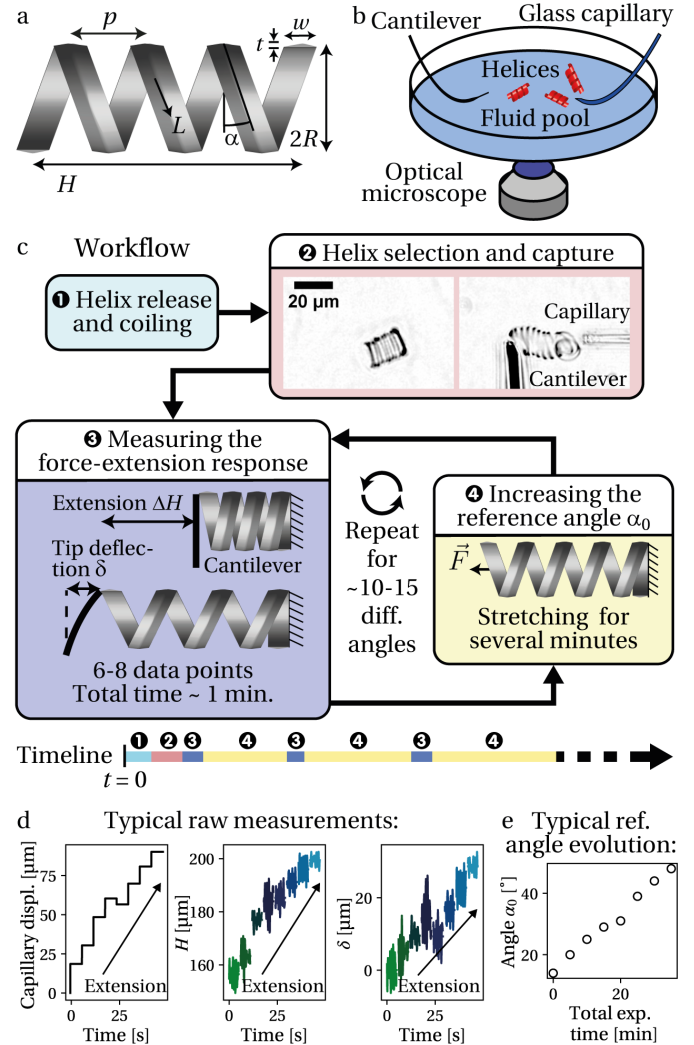 a
p
w
t
L
α
2R
H
b
Cantilever
Glass capillary
Helices
Fluid pool
Optical
microscope
c
Workflow
❶ Helix release
and coiling
❷ Helix selection and capture
20 µm
Capillary
Cantilever
❸ Measuring the
force-extension response
Extension ΔH
Tip deflec-
tion δ
Cantilever
6-8 data points
Total time ~ 1 min.
Repeat
for
~10-15
diff.
angles
❹ Increasing the
reference angle α₀
F⃗
Stretching for
several minutes
Timeline
❶ ❷ ❸ ❹ ❸ ❹ ❸ ❹
t = 0
d
Typical raw measurements:
Capillary displ. [µm]
75
50
25
0
Extension
0 25
Time [s]
H [µm]
200
180
160
Extension
0 25
Time [s]
δ [µm]
20
0
Extension
0 25
Time [s]
e
Typical ref.
angle evolution:
Angle α₀ [°]
40
20
0 20
Total exp.
time [min]